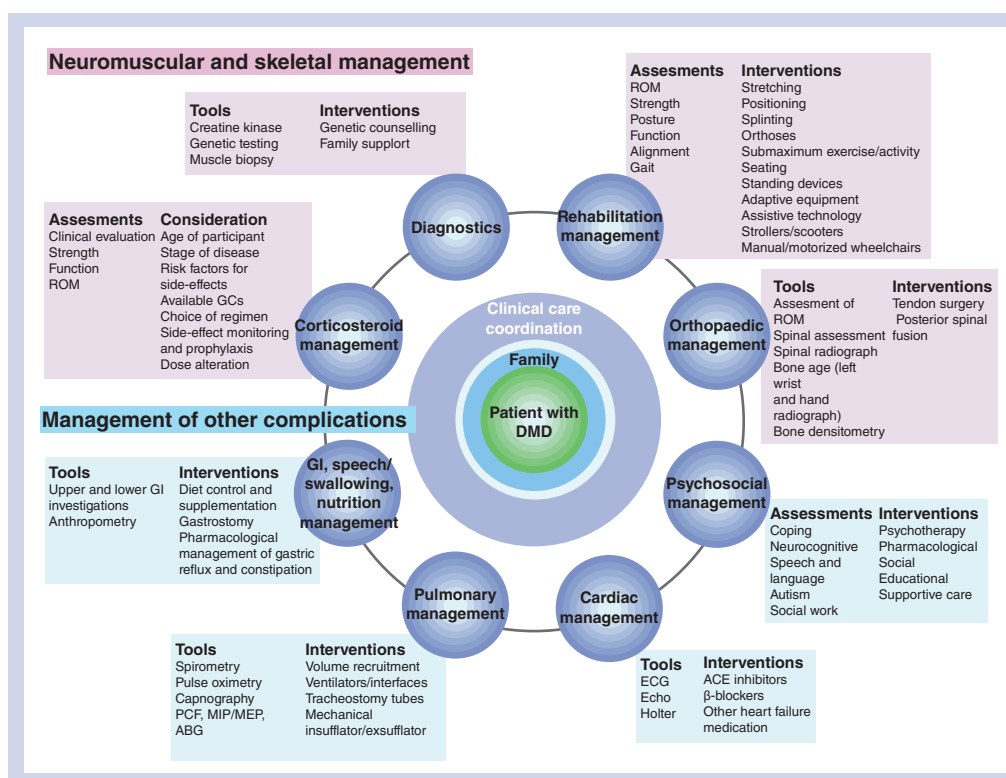 Neuromuscular and skeletal management
Tools
Creatine kinase
Genetic testing
Muscle biopsy
Interventions
Genetic counselling
Family supplort
Diagnostics
Assesments
ROM
Strength
Posture
Function
Alignment
Gait
Interventions
Stretching
Positioning
Splinting
Orthoses
Submaximum exercise/activity
Seating
Standing devices
Adaptive equipment
Assistive technology
Strollers/scooters
Manual/motorized wheelchairs
Rehabilitation
management
Assesments
Clinical evaluation
Strength
Function
ROM
Consideration
Age of participant
Stage of disease
Risk factors for
side-effects
Available GCs
Choice of regimen
Side-effect monitoring
and prophylaxis
Dose alteration
Corticosteroid
management
Clinical care
coordination
Family
Patient with
DMD
Orthopaedic
management
Tools
Assesment of
ROM
Spinal assessment
Spinal radiograph
Bone age (left
wrist
and hand
radiograph)
Bone densitometry
Interventions
Tendon surgery
Posterior spinal
fusion
Management of other complications
Tools
Upper and lower GI
investigations
Anthropometry
Interventions
Diet control and
supplementation
Gastrostomy
Pharmacological
management of gastric
reflux and constipation
GI, speech/
swallowing,
nutrition
management
Psychosocial
management
Assessments
Coping
Neurocognitive
Speech and
language
Autism
Social work
Interventions
Psychotherapy
Pharmacological
Social
Educational
Supportive care
Pulmonary
management
Tools
Spirometry
Pulse oximetry
Capnography
PCF, MIP/MEP,
ABG
Interventions
Volume recruitment
Ventilators/interfaces
Tracheostomy tubes
Mechanical
insufflator/exsufflator
Cardiac
management
Tools
ECG
Echo
Holter
Interventions
ACE inhibitors
β-blockers
Other heart failure
medication